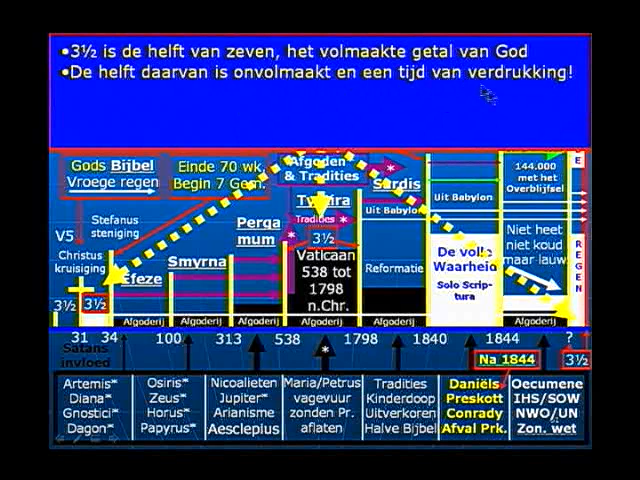 •3½ is de helft van zeven, het volmaakte getal van God
•De helft daarvan is onvolmaakt en een tijd van verdrukking!
Gods Bijbel
Vroege regen
Einde 70 wk.
Begin 7 Gem.
Afgoden
& Tradities
*
Sardis
144.000
met het
Overblijfsel
E
Uit Babylon
Uit Babylon
Tradities *
Stefanus
steniging
V5
Perga
mum
*
3½
Niet heet
niet koud
maar lauw
REGEN
Christus
kruisiging
Smyrna
Efeze
Vaticaan
538 tot
1798
n.Chr.
Reformatie
De volle
Waarheid
Solo Scrip-
tura
3½
3½
Afgoderij
Afgoderij
Afgoderij
Afgoderij
Afgoderij
Afgoderij
31 34 100 313 538 1798 1840 1844 ?
Satans
invloed
*
Na 1844
3½
Artemis*
Diana*
Gnostici*
Dagon*
Osiris*
Zeus*
Horus*
Papyrus*
Nicoalieten
Jupiter*
Arianisme
Aesclepius
Maria/Petrus
vagevuur
zonden Pr.
aflaten
Tradities
Kinderdoop
Uitverkoren
Halve Bijbel
Daniëls
Preskott
Conrady
Afval Prk.
Oecumene
IHS/SOW
NWO/UN
Zon. wet